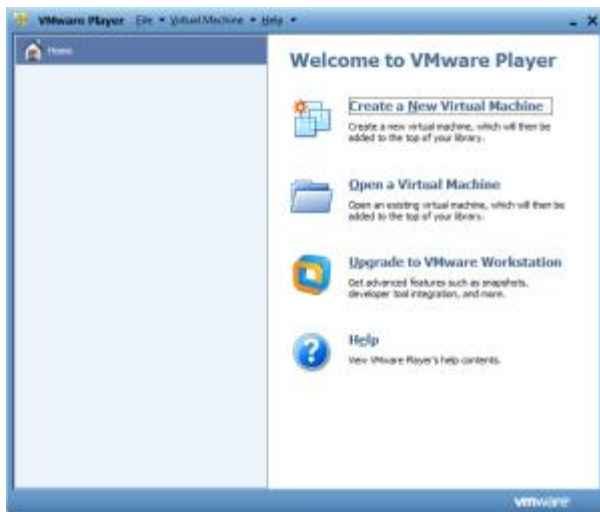 VMware Player File Virtual Machine Help
Home
Welcome to VMware Player
Create a New Virtual Machine
Create a new virtual machine, which will then be
added to the top of your library.
Open a Virtual Machine
Open an existing virtual machine, which will then be
added to the top of your library.
Upgrade to VMware Workstation
Get advanced features such as snapshots,
developer tool integration, and more.
Help
View VMware Player's help contents.
vmware